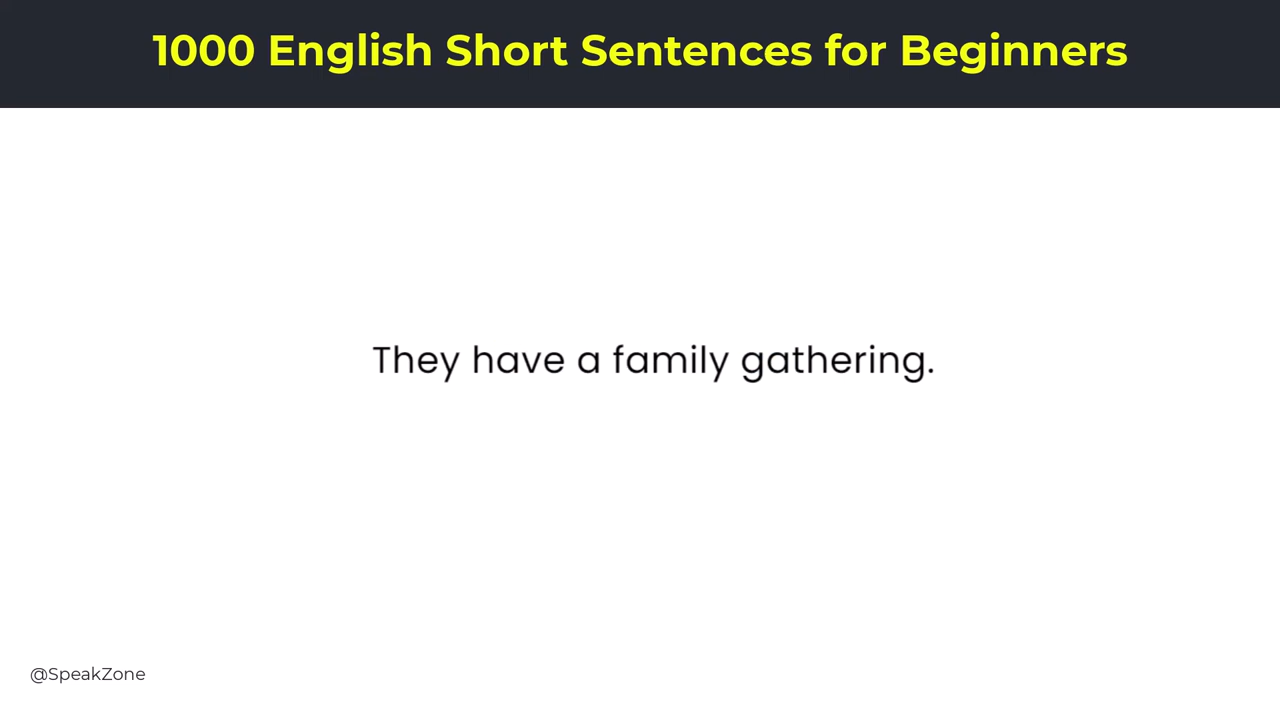 1000 English Short Sentences for Beginners
They have a family gathering.
@SpeakZone